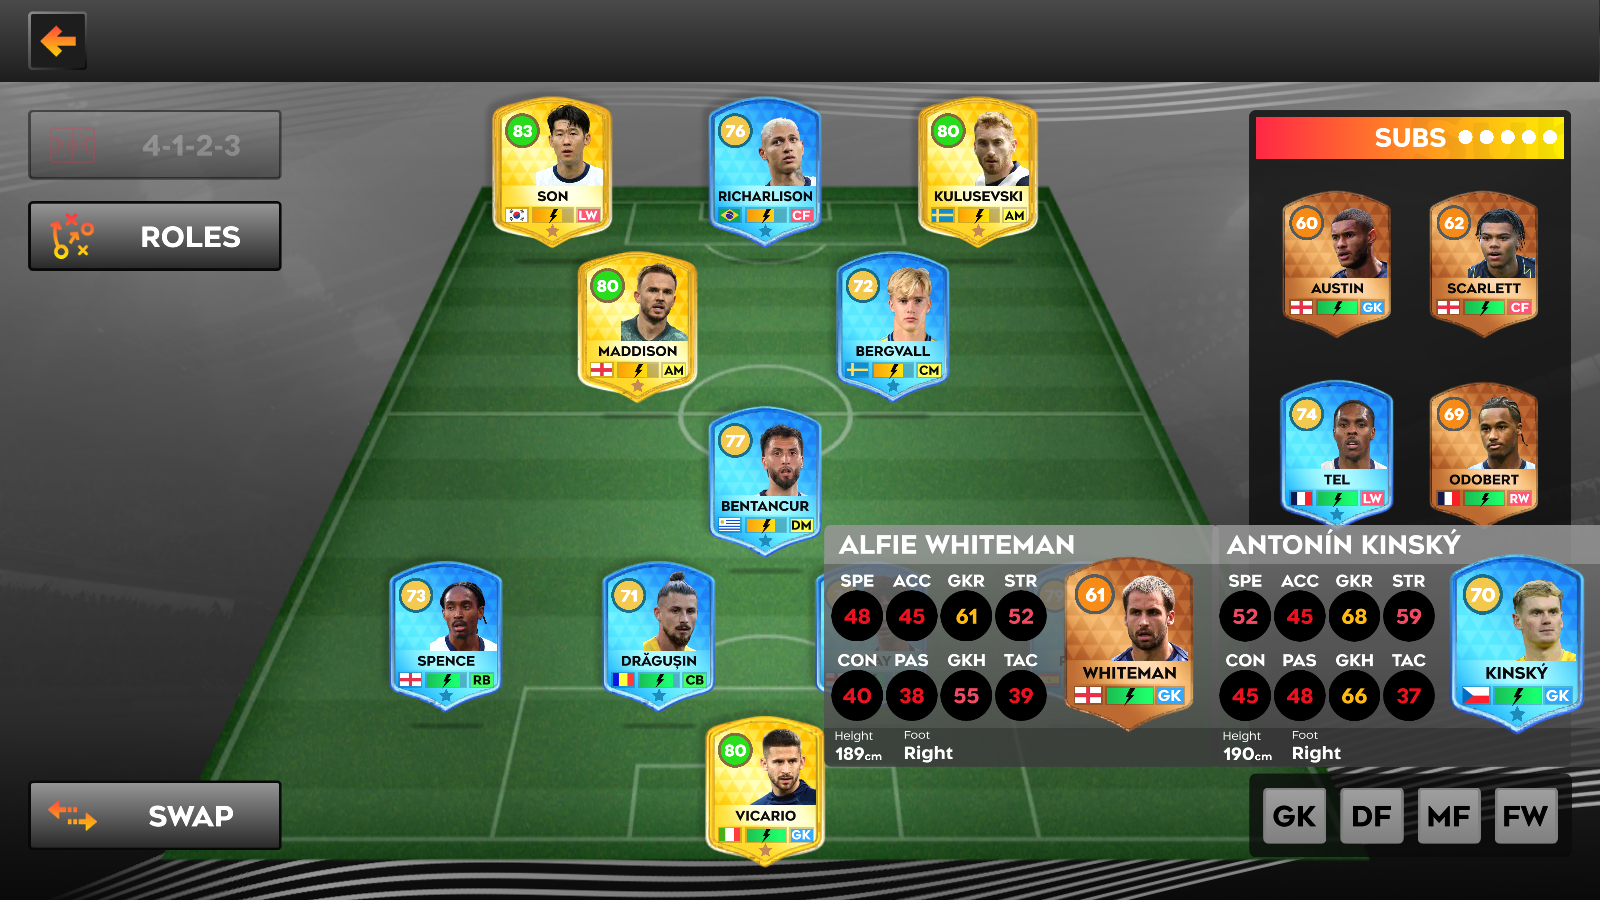 4-1-2-3
ROLES
SWAP
83
SON
LW
76
RICHARLISON
CF
80
KULUSEVSKI
AM
80
MADDISON
AM
72
BERGVALL
CM
77
BENTANCUR
DM
73
SPENCE
RB
71
DRĂGUȘIN
CB
80
VICARIO
GK
SUBS
60
AUSTIN
GK
62
SCARLETT
CF
74
TEL
LW
69
ODOBERT
RW
ALFIE WHITEMAN
SPE ACC GKR STR
48 45 61 52
CON PAS GKH TAC
40 38 55 39
Height Foot
189cm Right
61
WHITEMAN
GK
ANTONÍN KINSKÝ
SPE ACC GKR STR
52 45 68 59
CON PAS GKH TAC
45 48 66 37
Height Foot
190cm Right
70
KINSKÝ
GK
GK DF MF FW